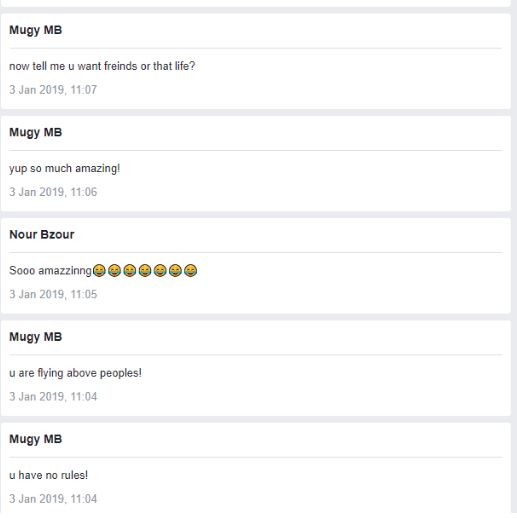 Mugy MB
now tell me u want freinds or that life?
3 Jan 2019, 11:07
Mugy MB
yup so much amazing!
3 Jan 2019, 11:06
Nour Bzour
Sooo amazzinng😂😂😂😂😂😂😂
3 Jan 2019, 11:05
Mugy MB
u are flying above peoples!
3 Jan 2019, 11:04
Mugy MB
u have no rules!
3 Jan 2019, 11:04